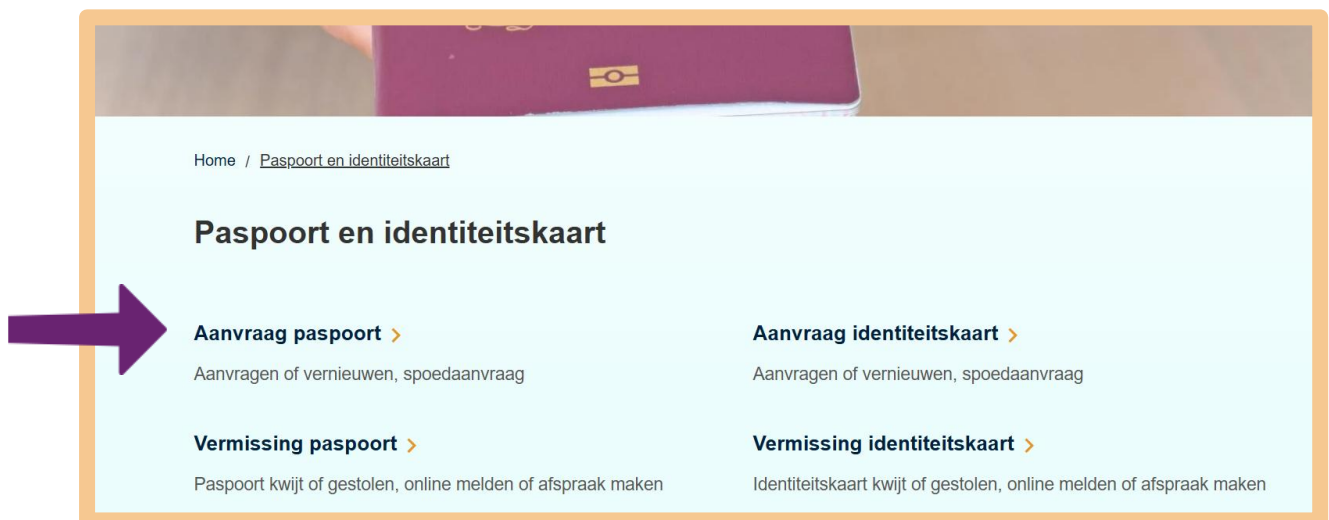 Home / Paspoort en identiteitskaart
Paspoort en identiteitskaart
Aanvraag paspoort >
Aanvragen of vernieuwen, spoedaanvraag
Aanvraag identiteitskaart >
Aanvragen of vernieuwen, spoedaanvraag
Vermissing paspoort >
Paspoort kwijt of gestolen, online melden of afspraak maken
Vermissing identiteitskaart >
Identiteitskaart kwijt of gestolen, online melden of afspraak maken